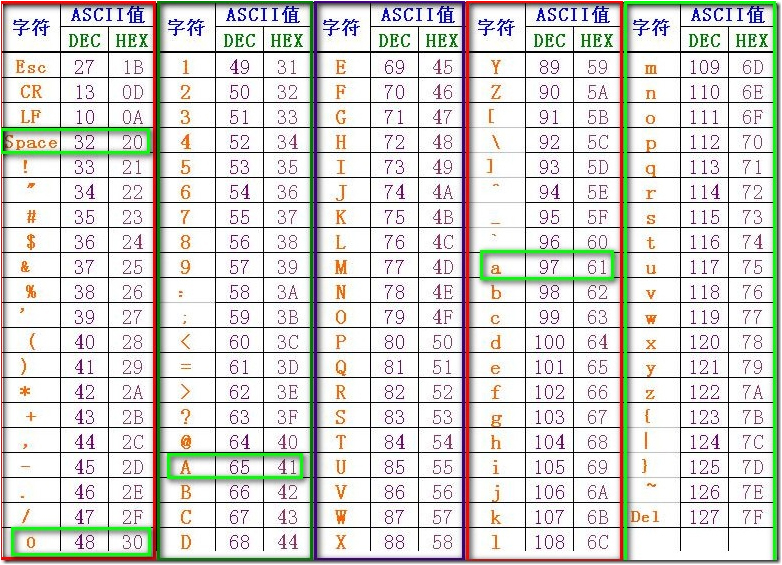 字符 ASCII值
DEC HEX
Esc 27 1B
CR 13 0D
LF 10 0A
Space 32 20
! 33 21
" 34 22
# 35 23
$ 36 24
& 37 25
% 38 26
' 39 27
( 40 28
) 41 29
* 42 2A
+ 43 2B
, 44 2C
- 45 2D
. 46 2E
/ 47 2F
0 48 30
字符 ASCII值
DEC HEX
1 49 31
2 50 32
3 51 33
4 52 34
5 53 35
6 54 36
7 55 37
8 56 38
9 57 39
: 58 3A
; 59 3B
< 60 3C
= 61 3D
> 62 3E
? 63 3F
@ 64 40
A 65 41
B 66 42
C 67 43
D 68 44
字符 ASCII值
DEC HEX
E 69 45
F 70 46
G 71 47
H 72 48
I 73 49
J 74 4A
K 75 4B
L 76 4C
M 77 4D
N 78 4E
O 79 4F
P 80 50
Q 81 51
R 82 52
S 83 53
T 84 54
U 85 55
V 86 56
W 87 57
X 88 58
字符 ASCII值
DEC HEX
Y 89 59
Z 90 5A
[ 91 5B
\ 92 5C
] 93 5D
^ 94 5E
_ 95 5F
` 96 60
a 97 61
b 98 62
c 99 63
d 100 64
e 101 65
f 102 66
g 103 67
h 104 68
i 105 69
j 106 6A
k 107 6B
l 108 6C
字符 ASCII值
DEC HEX
m 109 6D
n 110 6E
o 111 6F
p 112 70
q 113 71
r 114 72
s 115 73
t 116 74
u 117 75
v 118 76
w 119 77
x 120 78
y 121 79
z 122 7A
{ 123 7B
| 124 7C
} 125 7D
~ 126 7E
Del 127 7F